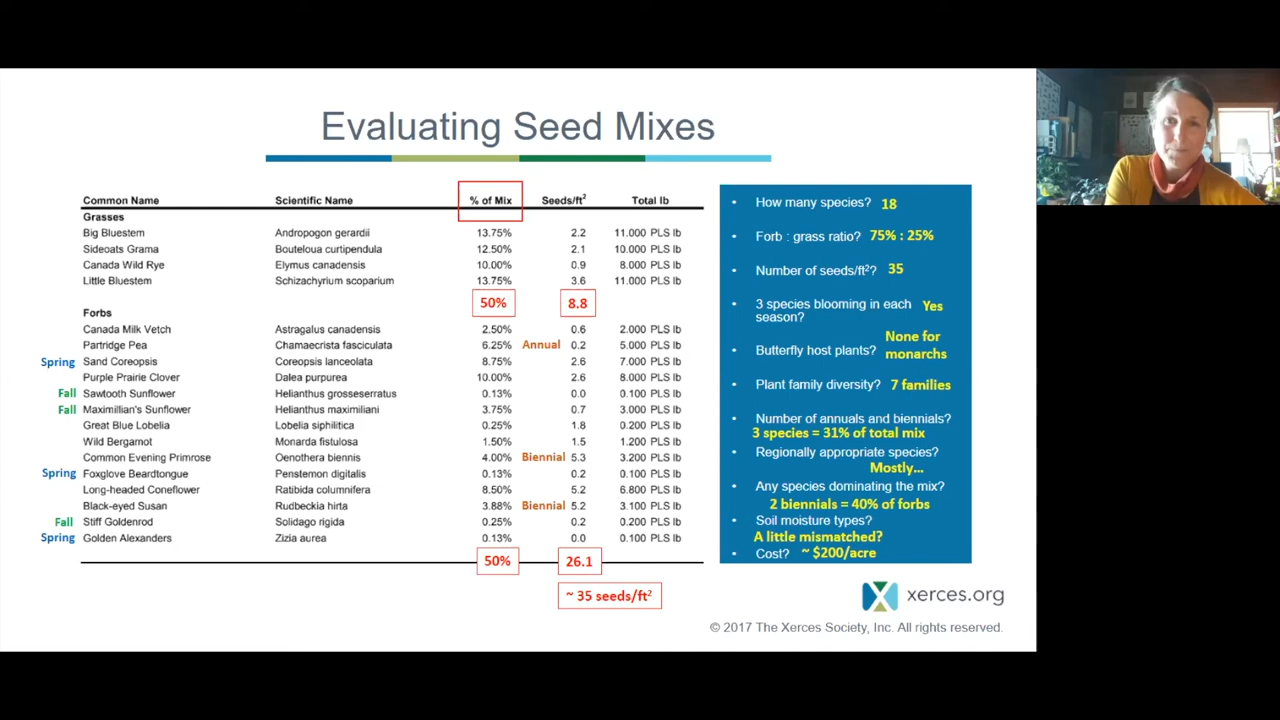 Evaluating Seed Mixes
Common Name Scientific Name % of Mix Seeds/ft² Total lb
Grasses
Big Bluestem Andropogon gerardii 13.75% 2.2 11.000 PLS lb
Sideoats Grama Bouteloua curtipendula 12.50% 2.1 10.000 PLS lb
Canada Wild Rye Elymus canadensis 10.00% 0.9 8.000 PLS lb
Little Bluestem Schizachyrium scoparium 13.75% 3.6 11.000 PLS lb
50% 8.8
Forbs
Canada Milk Vetch Astragalus canadensis 2.50% 0.6 2.000 PLS lb
Partridge Pea Chamaecrista fasciculata 6.25% Annual 0.2 5.000 PLS lb
Spring Sand Coreopsis Coreopsis lanceolata 8.75% 2.6 7.000 PLS lb
Purple Prairie Clover Dalea purpurea 10.00% 2.6 8.000 PLS lb
Fall Sawtooth Sunflower Helianthus grosseserratus 0.13% 0.0 0.100 PLS lb
Fall Maximillian's Sunflower Helianthus maximiliani 3.75% 0.7 3.000 PLS lb
Great Blue Lobelia Lobelia siphilitica 0.25% 1.8 0.200 PLS lb
Wild Bergamot Monarda fistulosa 1.50% 1.5 1.200 PLS lb
Common Evening Primrose Oenothera biennis 4.00% Biennial 5.3 3.200 PLS lb
Spring Foxglove Beardtongue Penstemon digitalis 0.13% 0.2 0.100 PLS lb
Long-headed Coneflower Ratibida columnifera 8.50% 5.2 6.800 PLS lb
Black-eyed Susan Rudbeckia hirta 3.88% Biennial 5.2 3.100 PLS lb
Fall Stiff Goldenrod Solidago rigida 0.25% 0.2 0.200 PLS lb
Spring Golden Alexanders Zizia aurea 0.13% 0.0 0.100 PLS lb
50% 26.1
~ 35 seeds/ft²
• How many species? 18
• Forb : grass ratio? 75% : 25%
• Number of seeds/ft²? 35
• 3 species blooming in each
season? Yes
• Butterfly host plants? None for
monarchs
• Plant family diversity? 7 families
• Number of annuals and biennials?
3 species = 31% of total mix
• Regionally appropriate species?
Mostly...
• Any species dominating the mix?
2 biennials = 40% of forbs
• Soil moisture types?
A little mismatched?
• Cost? ~ $200/acre
xerces.org
© 2017 The Xerces Society, Inc. All rights reserved.